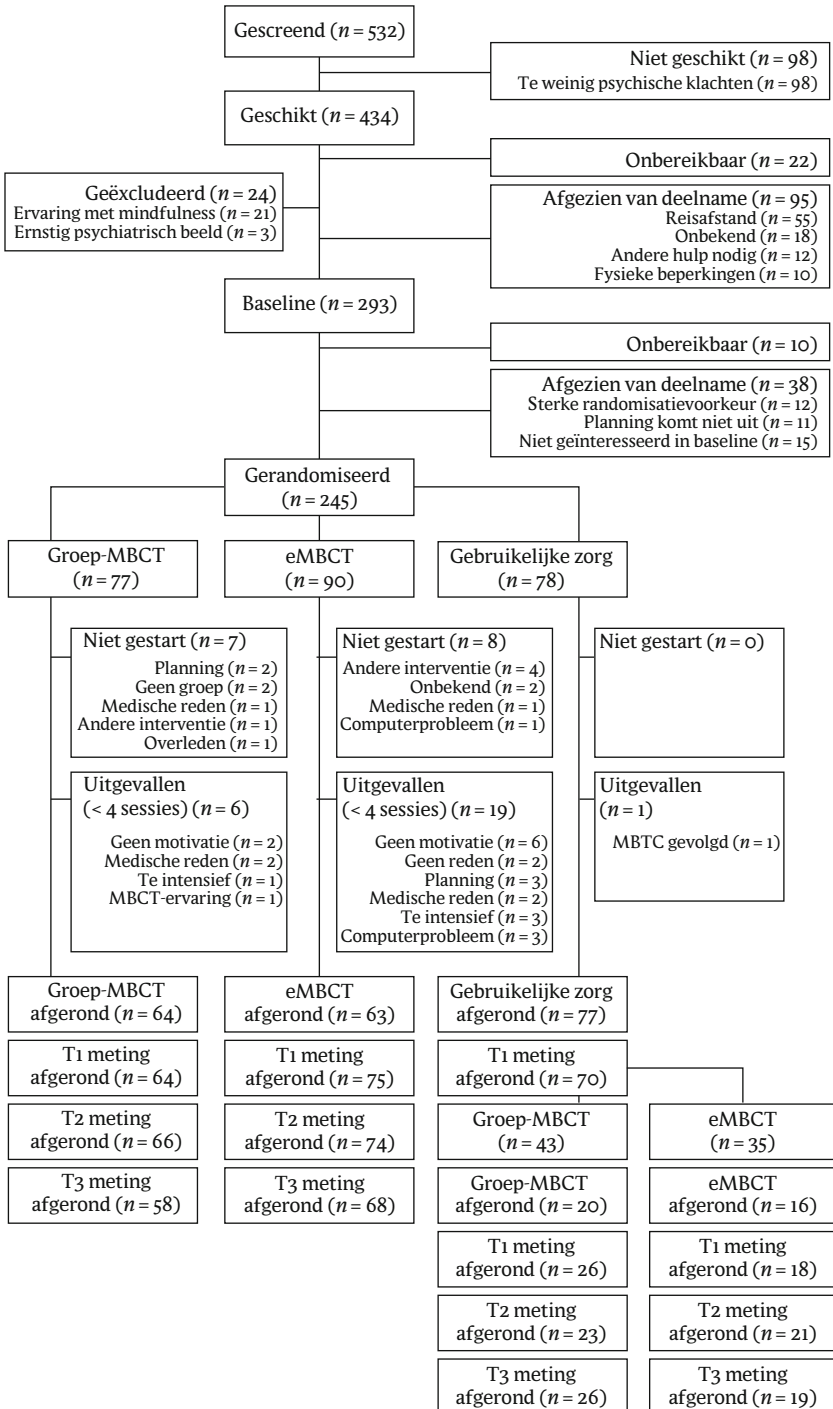 Gescreend (n = 532)
Niet geschikt (n = 98)
Te weinig psychische klachten (n = 98)
Geschikt (n = 434)
Onbereikbaar (n = 22)
Geëxcludeerd (n = 24)
Ervaring met mindfulness (n = 21)
Ernstig psychiatrisch beeld (n = 3)
Afgezien van deelname (n = 95)
Reisafstand (n = 55)
Onbekend (n = 18)
Andere hulp nodig (n = 12)
Fysieke beperkingen (n = 10)
Baseline (n = 293)
Onbereikbaar (n = 10)
Afgezien van deelname (n = 38)
Sterke randomisatievoorkeur (n = 12)
Planning komt niet uit (n = 11)
Niet geïnteresseerd in baseline (n = 15)
Gerandomiseerd
(n = 245)
Groep-MBCT
(n = 77)
eMBCT
(n = 90)
Gebruikelijke zorg
(n = 78)
Niet gestart (n = 7)
Planning (n = 2)
Geen groep (n = 2)
Medische reden (n = 1)
Andere interventie (n = 1)
Overleden (n = 1)
Niet gestart (n = 8)
Andere interventie (n = 4)
Onbekend (n = 2)
Medische reden (n = 1)
Computerprobleem (n = 1)
Niet gestart (n = 0)
Uitgevallen
(< 4 sessies) (n = 6)
Geen motivatie (n = 2)
Medische reden (n = 2)
Te intensief (n = 1)
MBCT-ervaring (n = 1)
Uitgevallen
(< 4 sessies) (n = 19)
Geen motivatie (n = 6)
Geen reden (n = 2)
Planning (n = 3)
Medische reden (n = 2)
Te intensief (n = 3)
Computerprobleem (n = 3)
Uitgevallen
(n = 1)
MBTC gevolgd (n = 1)
Groep-MBCT
afgerond (n = 64)
eMBCT
afgerond (n = 63)
Gebruikelijke zorg
afgerond (n = 77)
T1 meting
afgerond (n = 64)
T1 meting
afgerond (n = 75)
T1 meting
afgerond (n = 70)
T2 meting
afgerond (n = 66)
T2 meting
afgerond (n = 74)
Groep-MBCT
(n = 43)
eMBCT
(n = 35)
T3 meting
afgerond (n = 58)
T3 meting
afgerond (n = 68)
Groep-MBCT
afgerond (n = 20)
eMBCT
afgerond (n = 16)
T1 meting
afgerond (n = 26)
T1 meting
afgerond (n = 18)
T2 meting
afgerond (n = 23)
T2 meting
afgerond (n = 21)
T3 meting
afgerond (n = 26)
T3 meting
afgerond (n = 19)